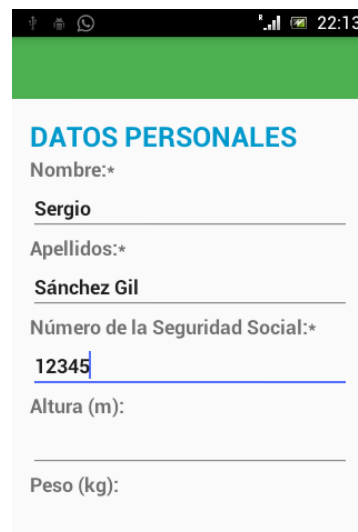 22:13
DATOS PERSONALES
Nombre:*
Sergio
Apellidos:*
Sánchez Gil
Número de la Seguridad Social:*
12345
Altura (m):
Peso (kg):